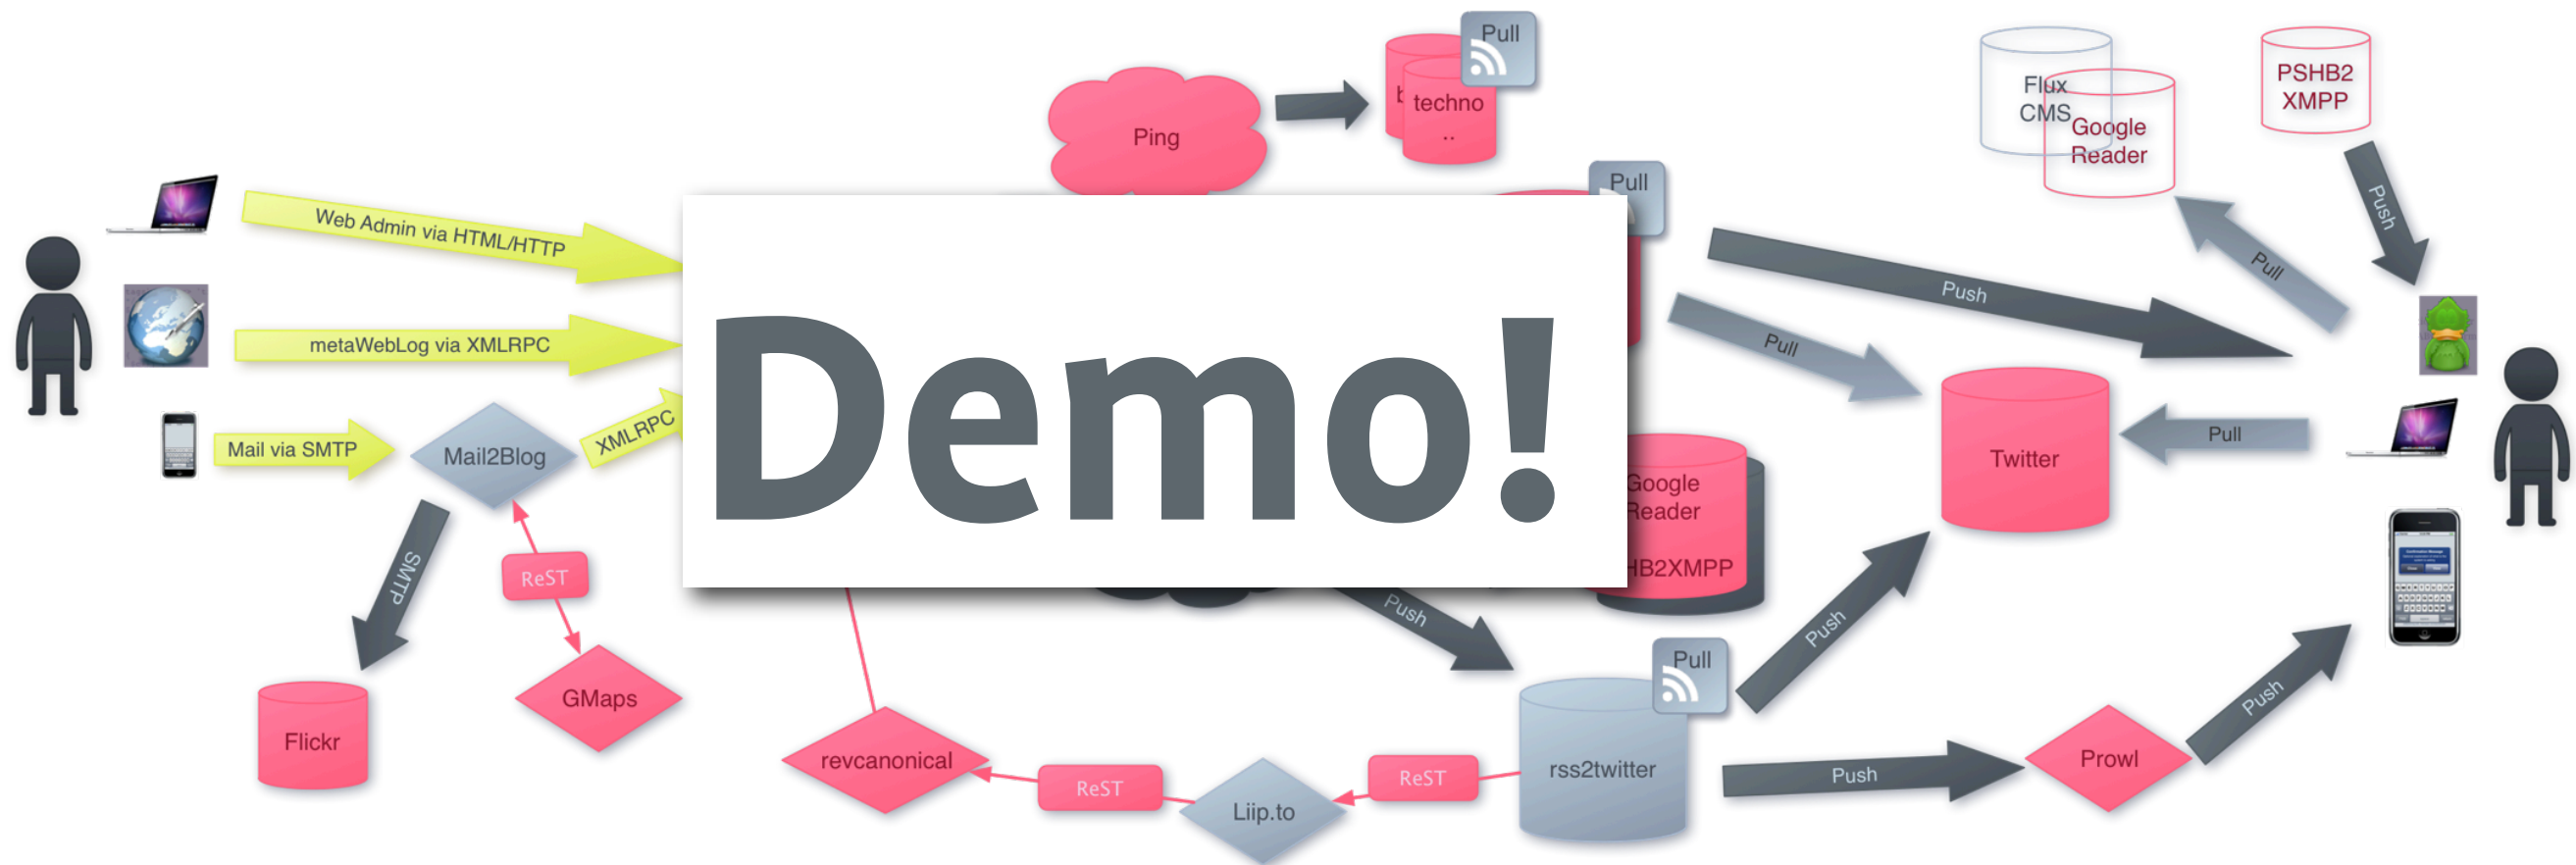 Pull
techno
..
Ping
Flux
CMS
Google
Reader
PSHB2
XMPP
Push
Pull
Pull
Web Admin via HTML/HTTP
Push
metaWebLog via XMLRPC
Pull
Demo!
Mail via SMTP
Mail2Blog
XMLRPC
Twitter
Pull
Google
Reader
HB2XMPP
SMTP
ReST
Push
Push
GMaps
Flickr
revcanonical
ReST
Liip.to
ReST
rss2twitter
Pull
Push
Prowl
Push